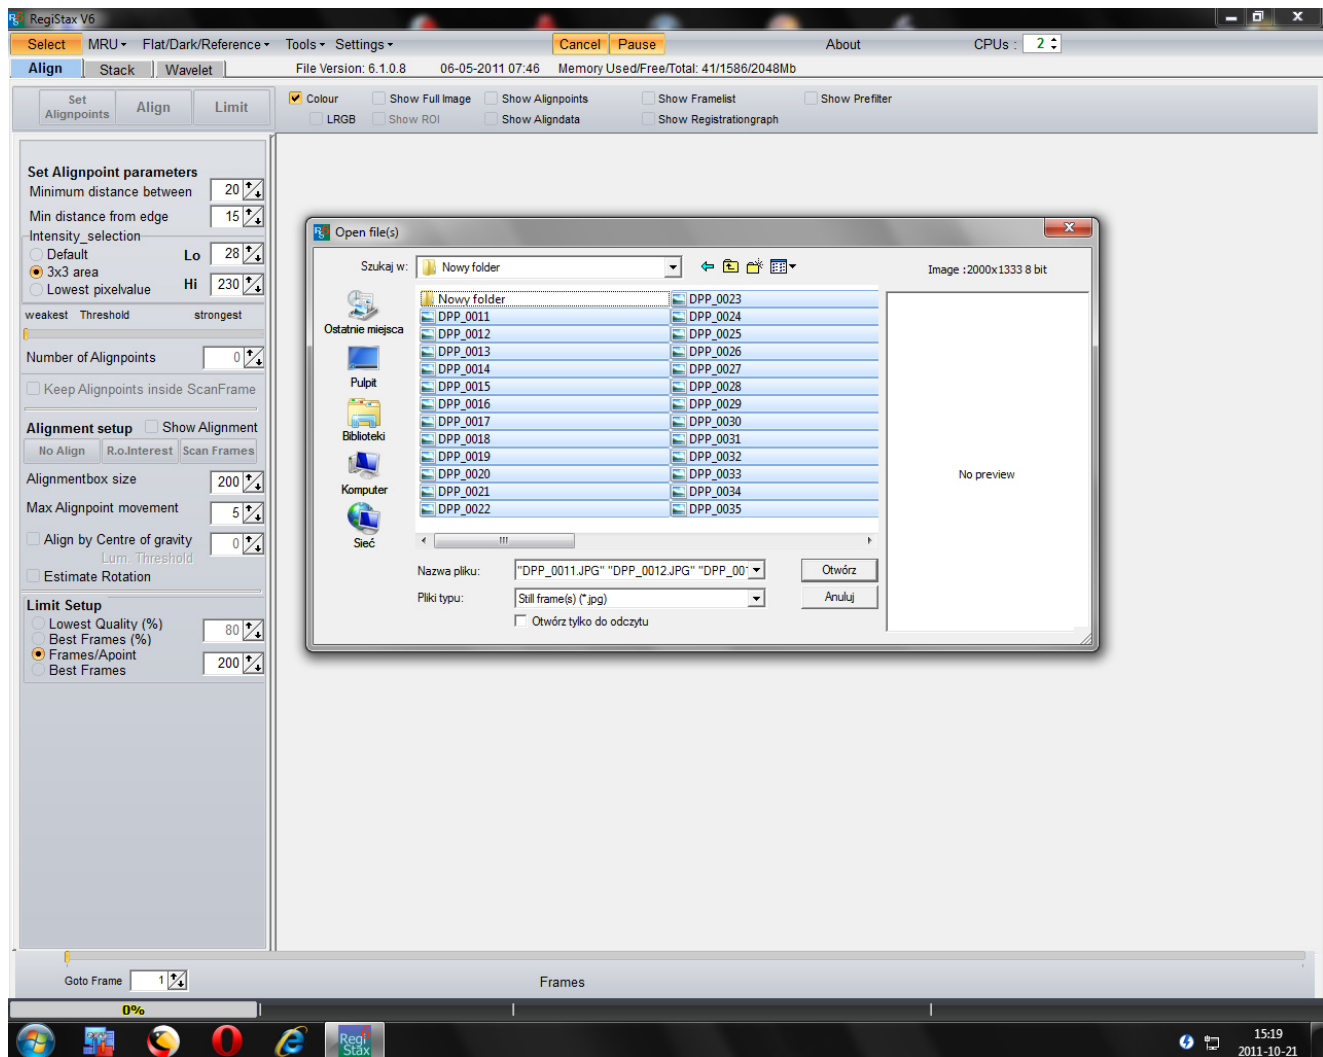 RegiStax V6
Select MRU Flat/Dark/Reference Tools Settings Cancel Pause About CPUs : 2
Align Stack Wavelet File Version: 6.1.0.8 06-05-2011 07:46 Memory Used/Free/Total: 41/1586/2048Mb
Set Alignpoints Align Limit
Colour Show Full Image Show Alignpoints Show Framelist Show Prefilter
LRGB Show ROI Show Aligndata Show Registrationgraph
Set Alignpoint parameters
Minimum distance between 20
Min distance from edge 15
Intensity_selection
Default Lo 28
3x3 area
Lowest pixelvalue Hi 230
weakest Threshold strongest
Number of Alignpoints 0
Keep Alignpoints inside ScanFrame
Alignment setup Show Alignment
No Align R.o.Interest Scan Frames
Alignmentbox size 200
Max Alignpoint movement 5
Align by Centre of gravity 0
Lum. Threshold
Estimate Rotation
Limit Setup
Lowest Quality (%) 80
Best Frames (%)
Frames/Apoint 200
Best Frames
Open file(s)
Szukaj w: Nowy folder
Image :2000x1333 8 bit
Ostatnie miejsca
Pulpit
Biblioteki
Komputer
Sieć
Nowy folder DPP_0023
DPP_0011 DPP_0024
DPP_0012 DPP_0025
DPP_0013 DPP_0026
DPP_0014 DPP_0027
DPP_0015 DPP_0028
DPP_0016 DPP_0029
DPP_0017 DPP_0030
DPP_0018 DPP_0031
DPP_0019 DPP_0032
DPP_0020 DPP_0033
DPP_0021 DPP_0034
DPP_0022 DPP_0035
No preview
Nazwa pliku: "DPP_0011.JPG" "DPP_0012.JPG" "DPP_001 Otwórz
Pliki typu: Still frame(s) (*.jpg) Anuluj
Otwórz tylko do odczytu
Goto Frame 1 Frames
0%
Regi Stax
15:19
2011-10-21